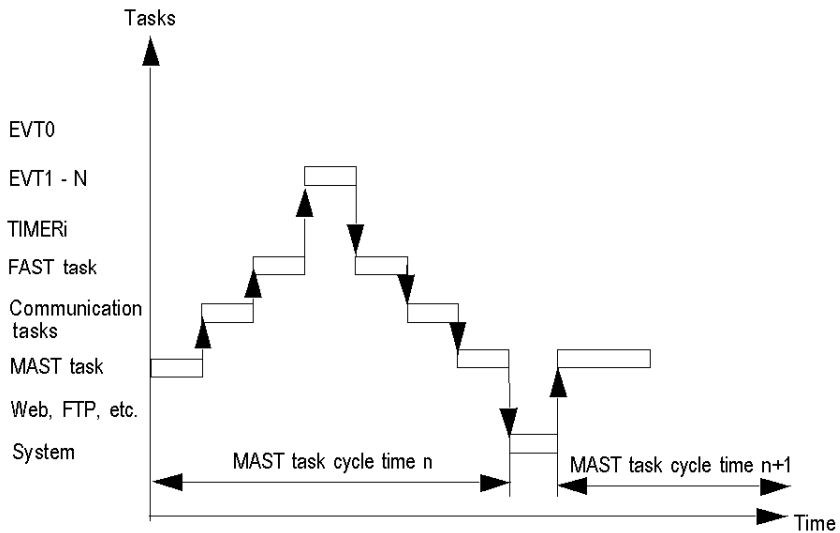 Tasks
EVT0
EVT1 - N
TIMERi
FAST task
Communication
tasks
MAST task
Web, FTP, etc.
System
MAST task cycle time n
MAST task cycle time n+1
Time